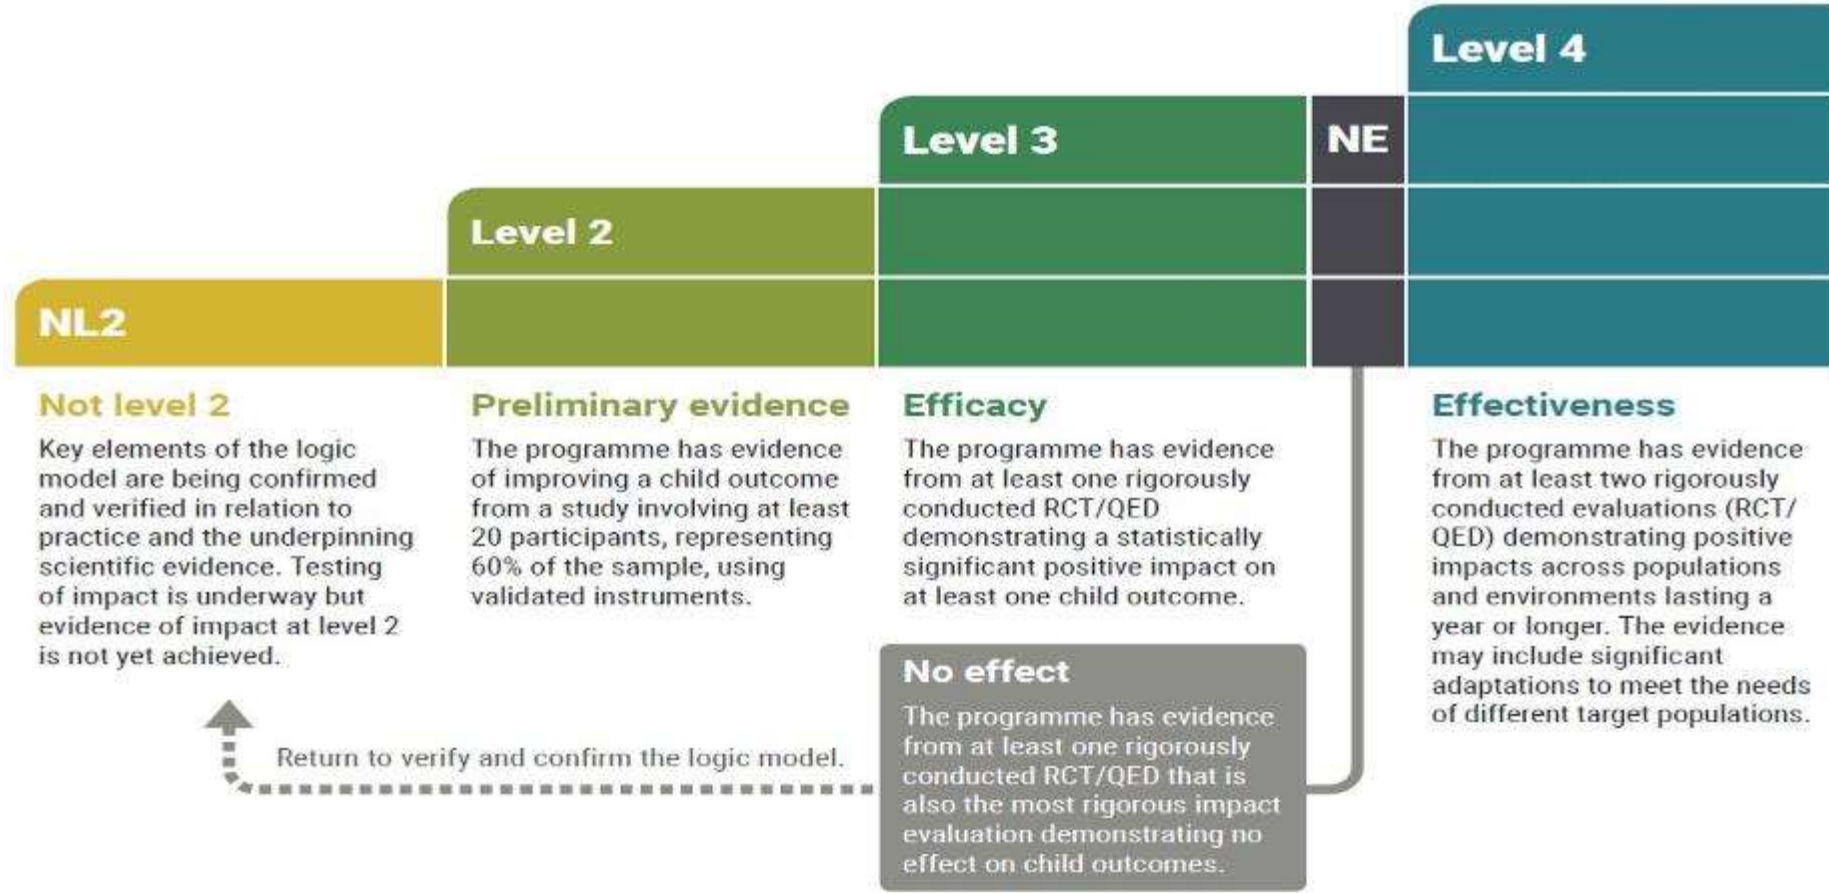 Level 4
Level 3
NE
Level 2
NL2
Not level 2
Key elements of the logic
model are being confirmed
and verified in relation to
practice and the underpinning
scientific evidence. Testing
of impact is underway but
evidence of impact at level 2
is not yet achieved.
Preliminary evidence
The programme has evidence
of improving a child outcome
from a study involving at least
20 participants, representing
60% of the sample, using
validated instruments.
Efficacy
The programme has evidence
from at least one rigorously
conducted RCT/QED
demonstrating a statistically
significant positive impact on
at least one child outcome.
Effectiveness
The programme has evidence
from at least two rigorously
conducted evaluations (RCT/
QED) demonstrating positive
impacts across populations
and environments lasting a
year or longer. The evidence
may include significant
adaptations to meet the needs
of different target populations.
No effect
The programme has evidence
from at least one rigorously
conducted RCT/QED that is
also the most rigorous impact
evaluation demonstrating no
effect on child outcomes.
Return to verify and confirm the logic model.